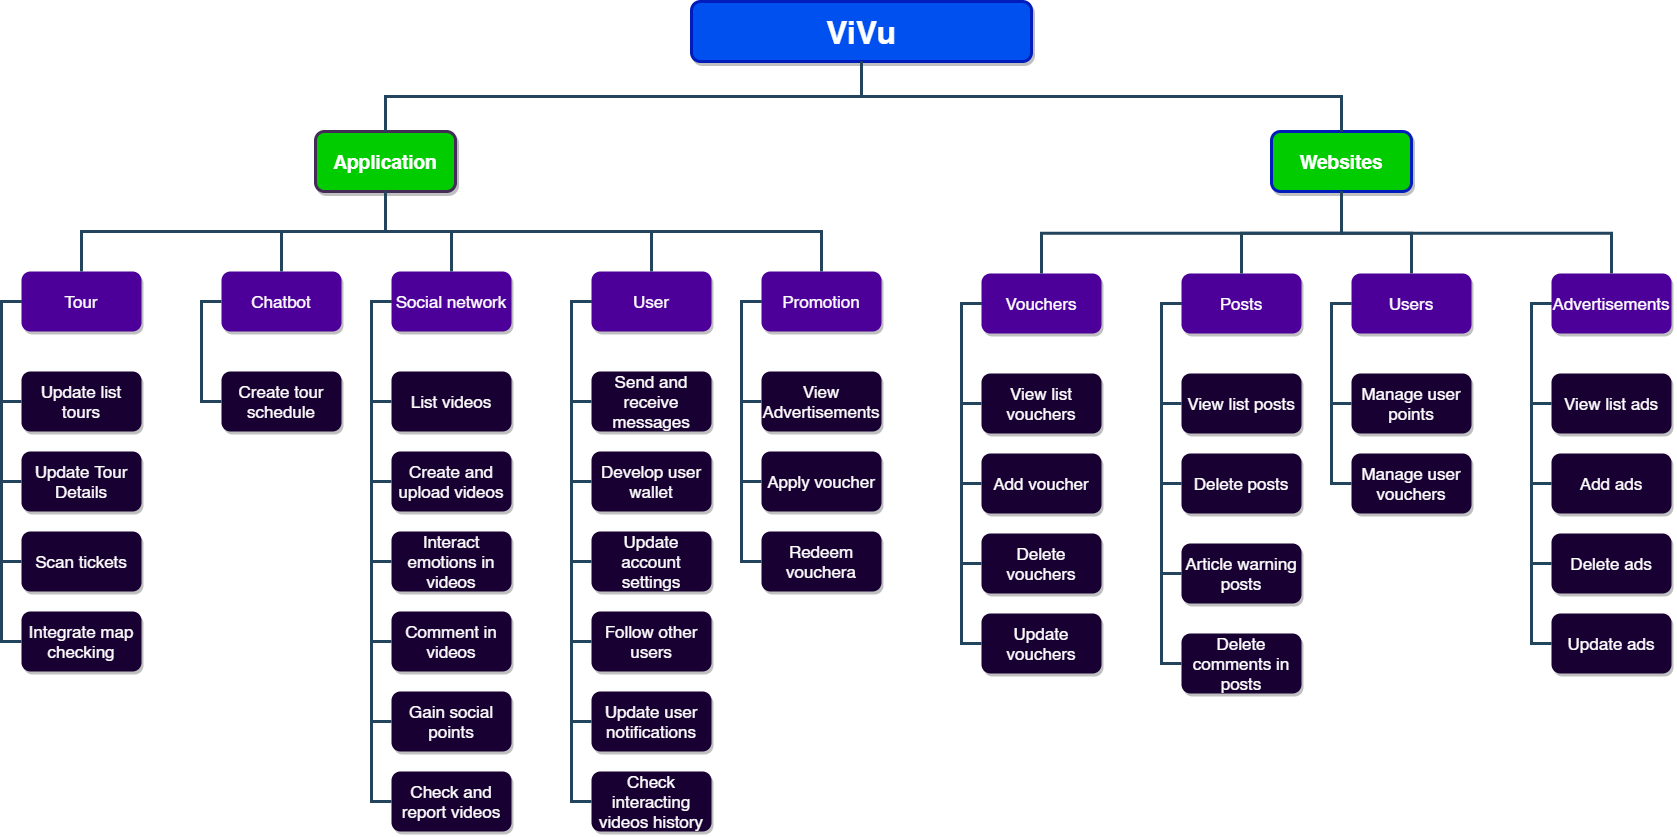 ViVu
Application
Websites
Tour
Chatbot
Social network
User
Promotion
Vouchers
Posts
Users
Advertisements
Update list
tours
Update Tour
Details
Scan tickets
Integrate map
checking
Create tour
schedule
List videos
Create and
upload videos
Interact
emotions in
videos
Comment in
videos
Gain social
points
Check and
report videos
Send and
receive
messages
Develop user
wallet
Update
account
settings
Follow other
users
Update user
notifications
Check
interacting
videos history
View
Advertisements
Apply voucher
Redeem
vouchera
View list
vouchers
Add voucher
Delete
vouchers
Update
vouchers
View list posts
Delete posts
Article warning
posts
Delete
comments in
posts
Manage user
points
Manage user
vouchers
View list ads
Add ads
Delete ads
Update ads